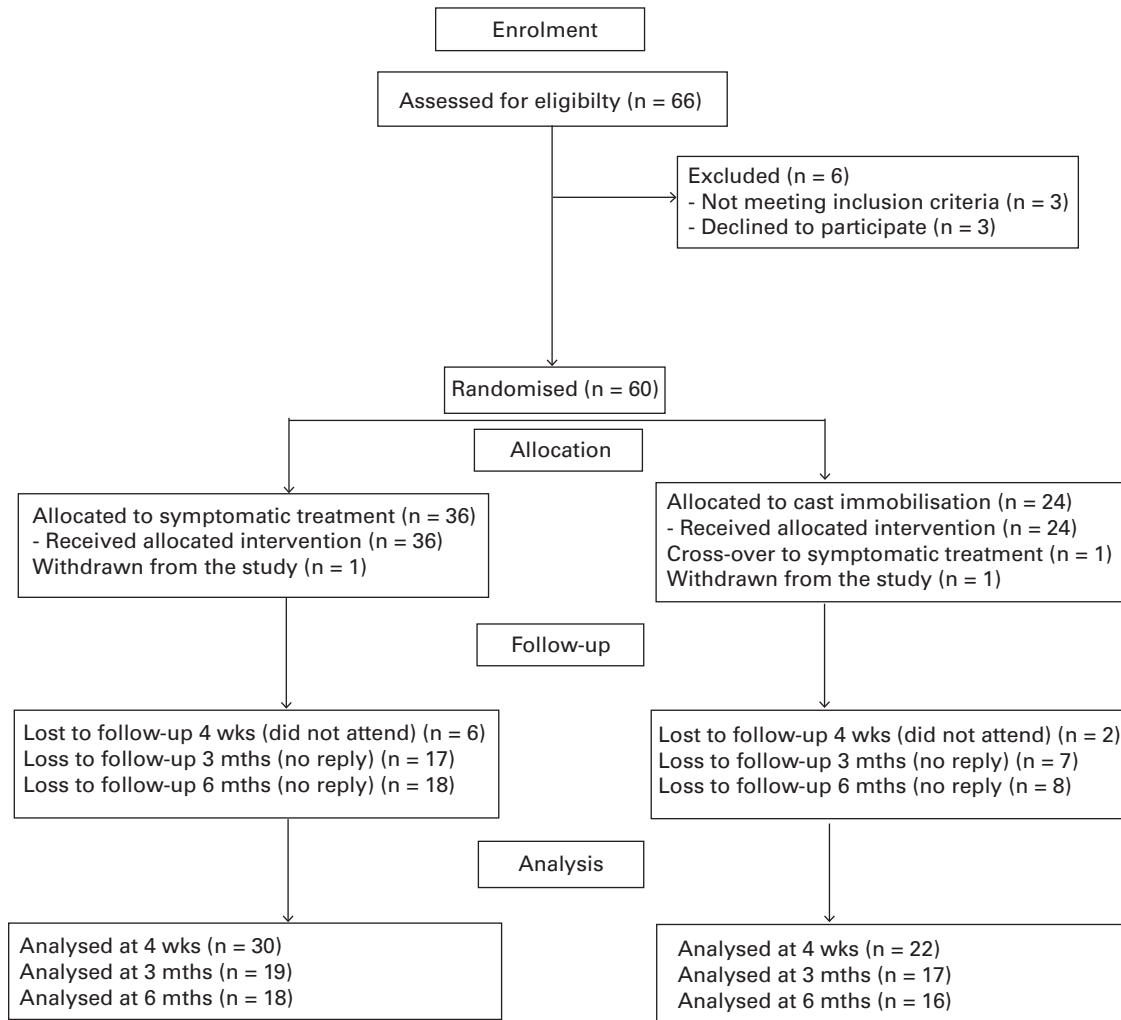 Enrolment
Assessed for eligibilty (n = 66)
Excluded (n = 6)
- Not meeting inclusion criteria (n = 3)
- Declined to participate (n = 3)
Randomised (n = 60)
Allocation
Allocated to symptomatic treatment (n = 36)
- Received allocated intervention (n = 36)
Withdrawn from the study (n = 1)
Allocated to cast immobilisation (n = 24)
- Received allocated intervention (n = 24)
Cross-over to symptomatic treatment (n = 1)
Withdrawn from the study (n = 1)
Follow-up
Lost to follow-up 4 wks (did not attend) (n = 6)
Loss to follow-up 3 mths (no reply) (n = 17)
Loss to follow-up 6 mths (no reply) (n = 18)
Lost to follow-up 4 wks (did not attend) (n = 2)
Loss to follow-up 3 mths (no reply) (n = 7)
Loss to follow-up 6 mths (no reply (n = 8)
Analysis
Analysed at 4 wks (n = 30)
Analysed at 3 mths (n = 19)
Analysed at 6 mths (n = 18)
Analysed at 4 wks (n = 22)
Analysed at 3 mths (n = 17)
Analysed at 6 mths (n = 16)